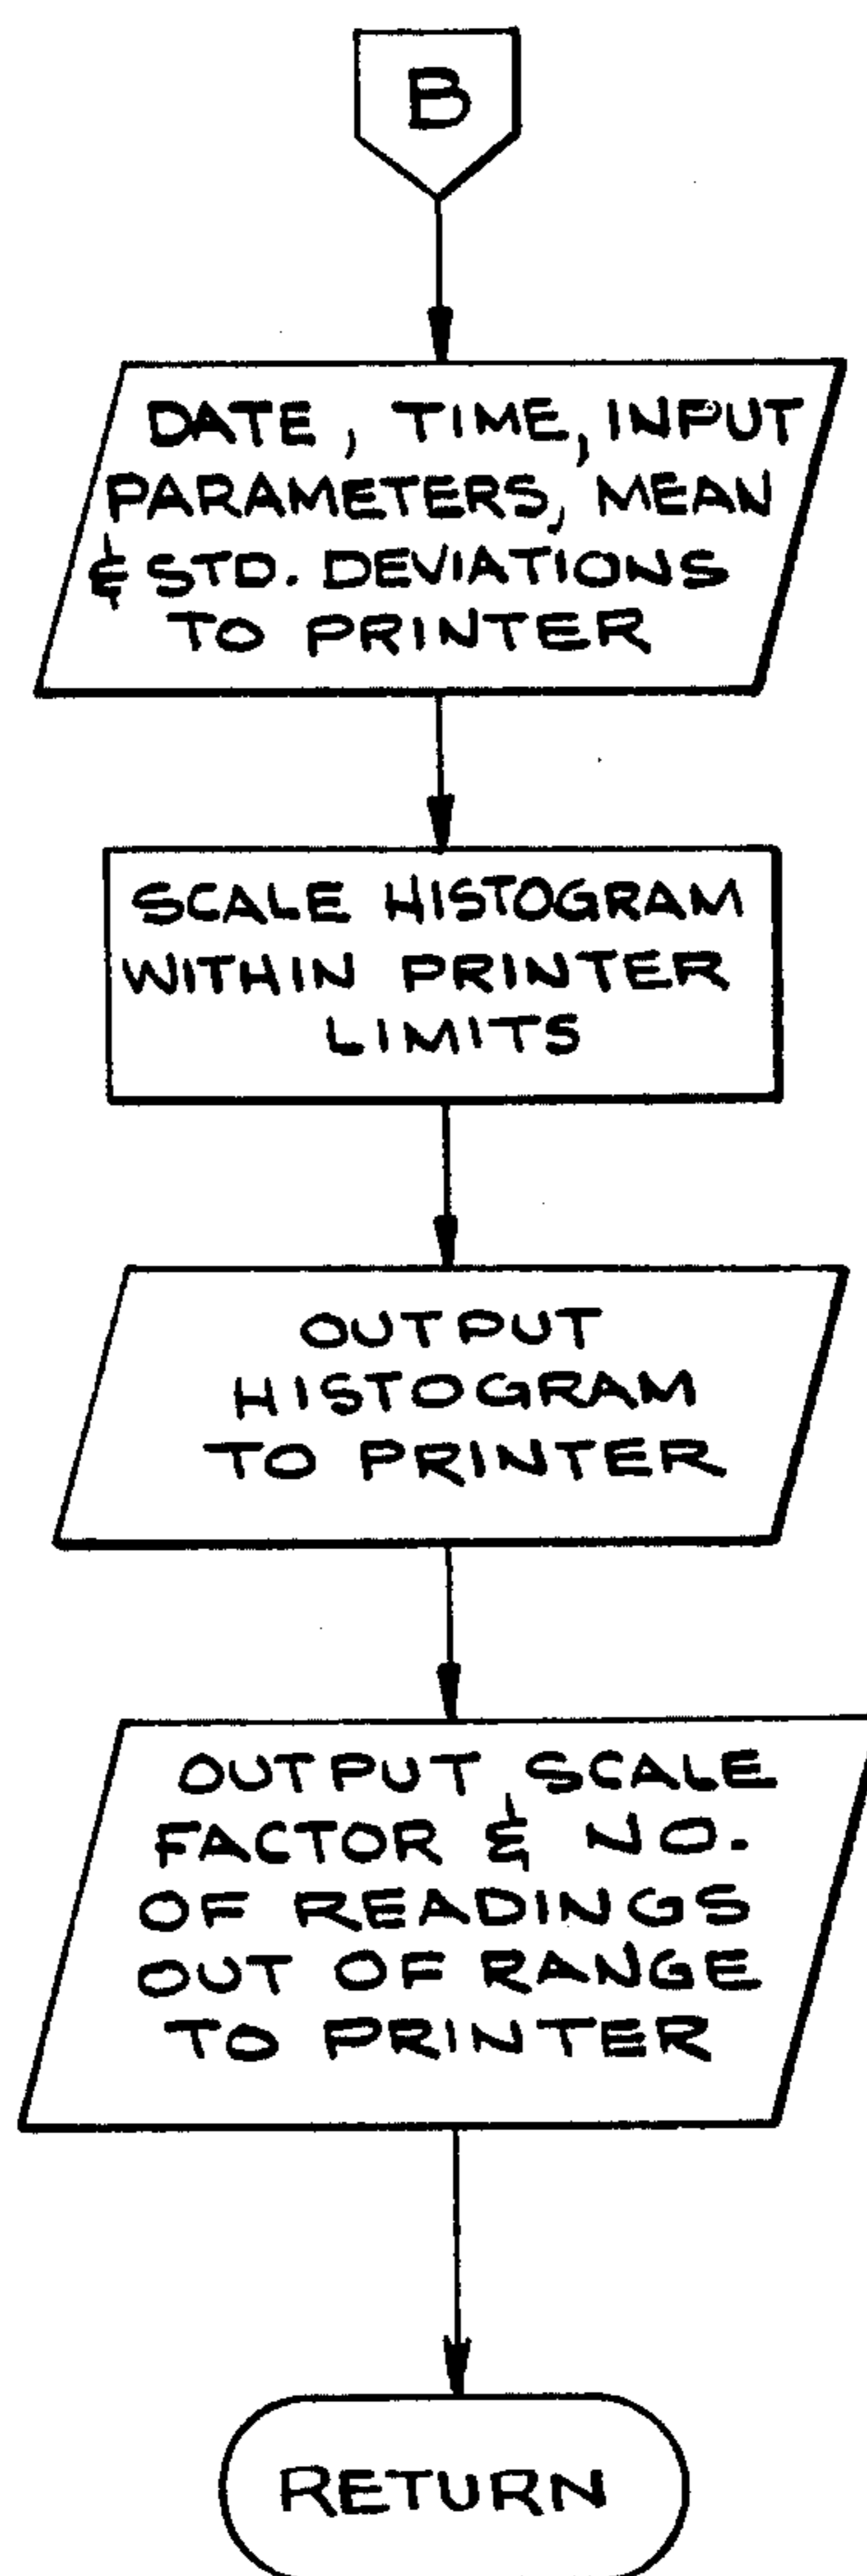 B
DATE, TIME, INPUT
PARAMETERS, MEAN
& STD. DEVIATIONS
TO PRINTER
SCALE HISTOGRAM
WITHIN PRINTER
LIMITS
OUTPUT
HISTOGRAM
TO PRINTER
OUTPUT SCALE
FACTOR & NO.
OF READINGS
OUT OF RANGE
TO PRINTER
RETURN